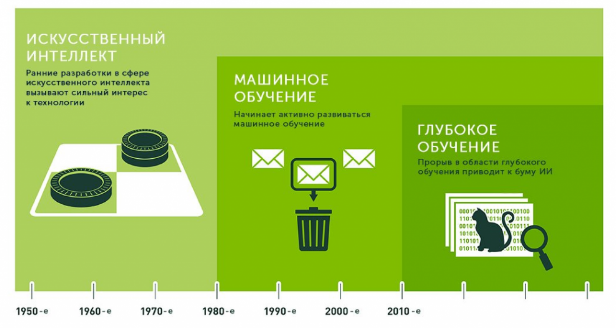 ИСКУССТВЕННЫЙ
ИНТЕЛЛЕКТ
Ранние разработки в сфере
искусственного интеллекта
вызывают сильный интерес
к технологии
МАШИННОЕ
ОБУЧЕНИЕ
Начинает активно развиваться
машинное обучение
ГЛУБОКОЕ
ОБУЧЕНИЕ
Прорыв в области глубокого
обучения приводит к буму ИИ
1950-е 1960-е 1970-е 1980-е 1990-е 2000-е 2010-е